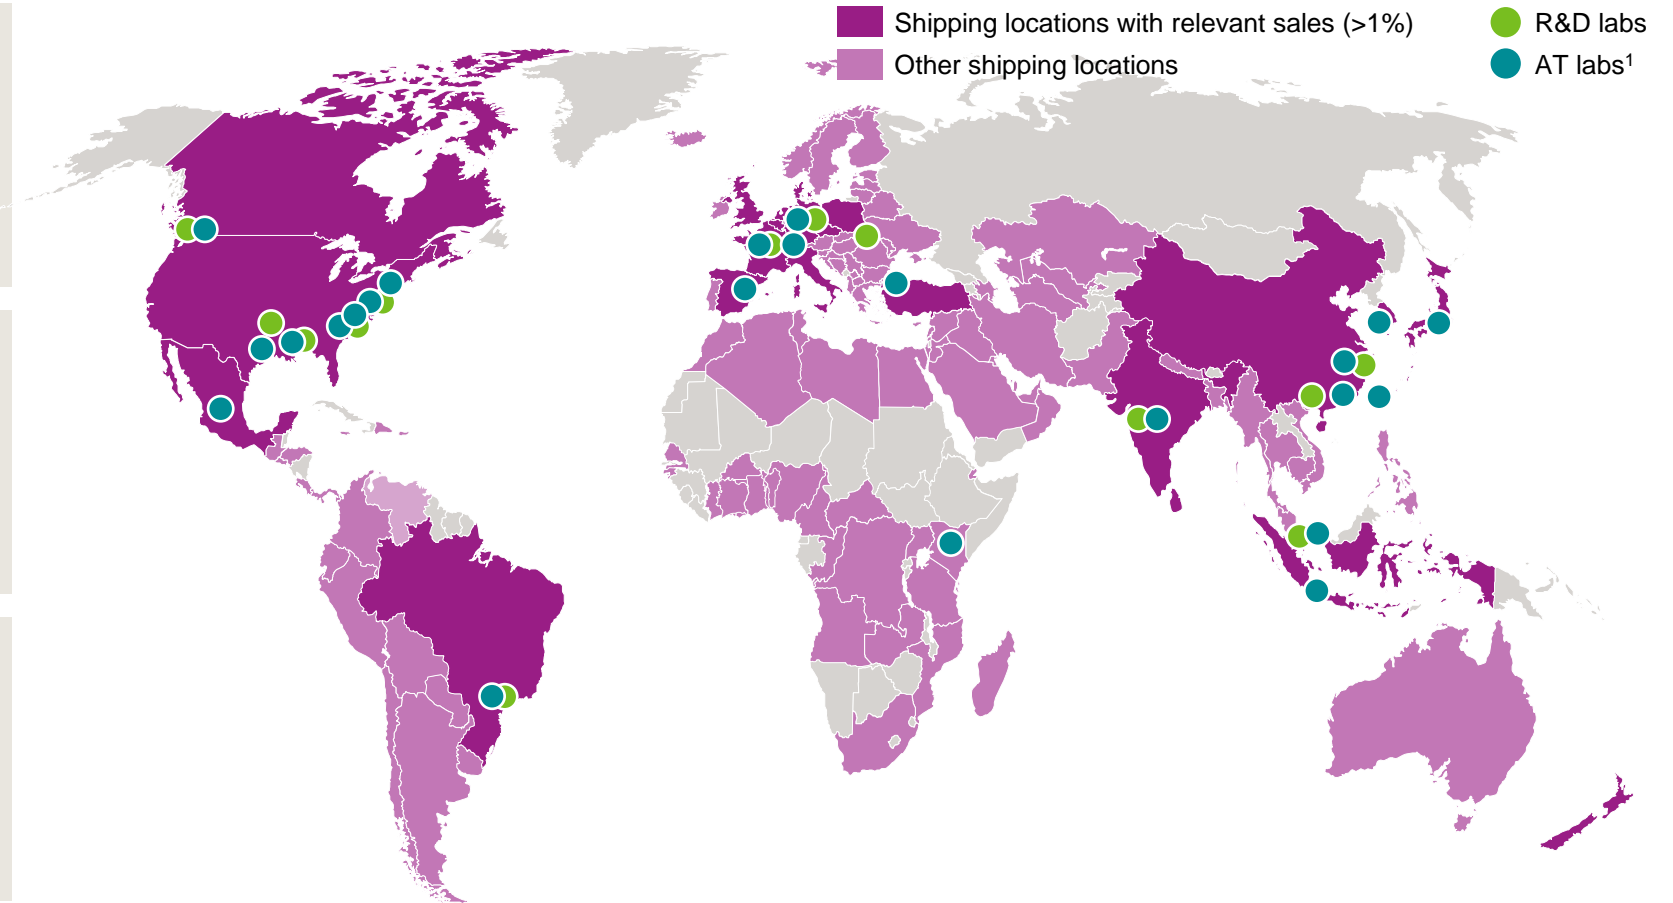 Shipping locations with relevant sales (>1%)
R&D labs
Other shipping locations
AT labs¹